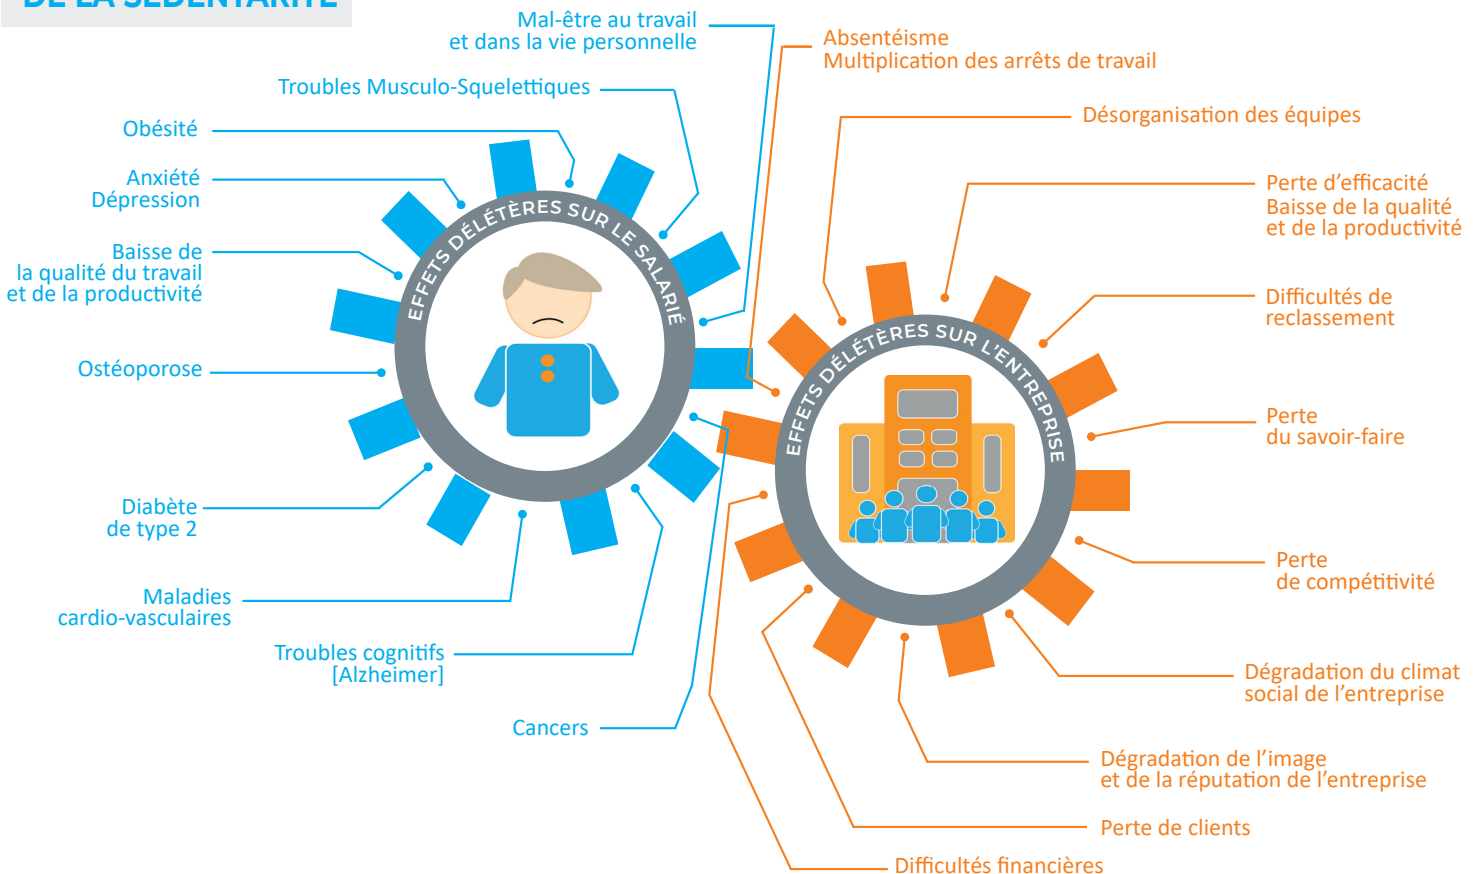 DE LA SÉDENTARITÉ
Mal-être au travail
et dans la vie personnelle
Troubles Musculo-Squelettiques
Obésité
Anxiété
Dépression
Baisse de
la qualité du travail
et de la productivité
Ostéoporose
Diabète
de type 2
Maladies
cardio-vasculaires
Troubles cognitifs
[Alzheimer]
Cancers
EFFETS DÉLÉTÈRES SUR LE SALARIÉ
Absentéisme
Multiplication des arrêts de travail
Désorganisation des équipes
Perte d’efficacité
Baisse de la qualité
et de la productivité
Difficultés de
reclassement
Perte
du savoir-faire
Perte
de compétitivité
Dégradation du climat
social de l’entreprise
Dégradation de l’image
et de la réputation de l’entreprise
Perte de clients
Difficultés financières
EFFETS DÉLÉTÈRES SUR L’ENTREPRISE